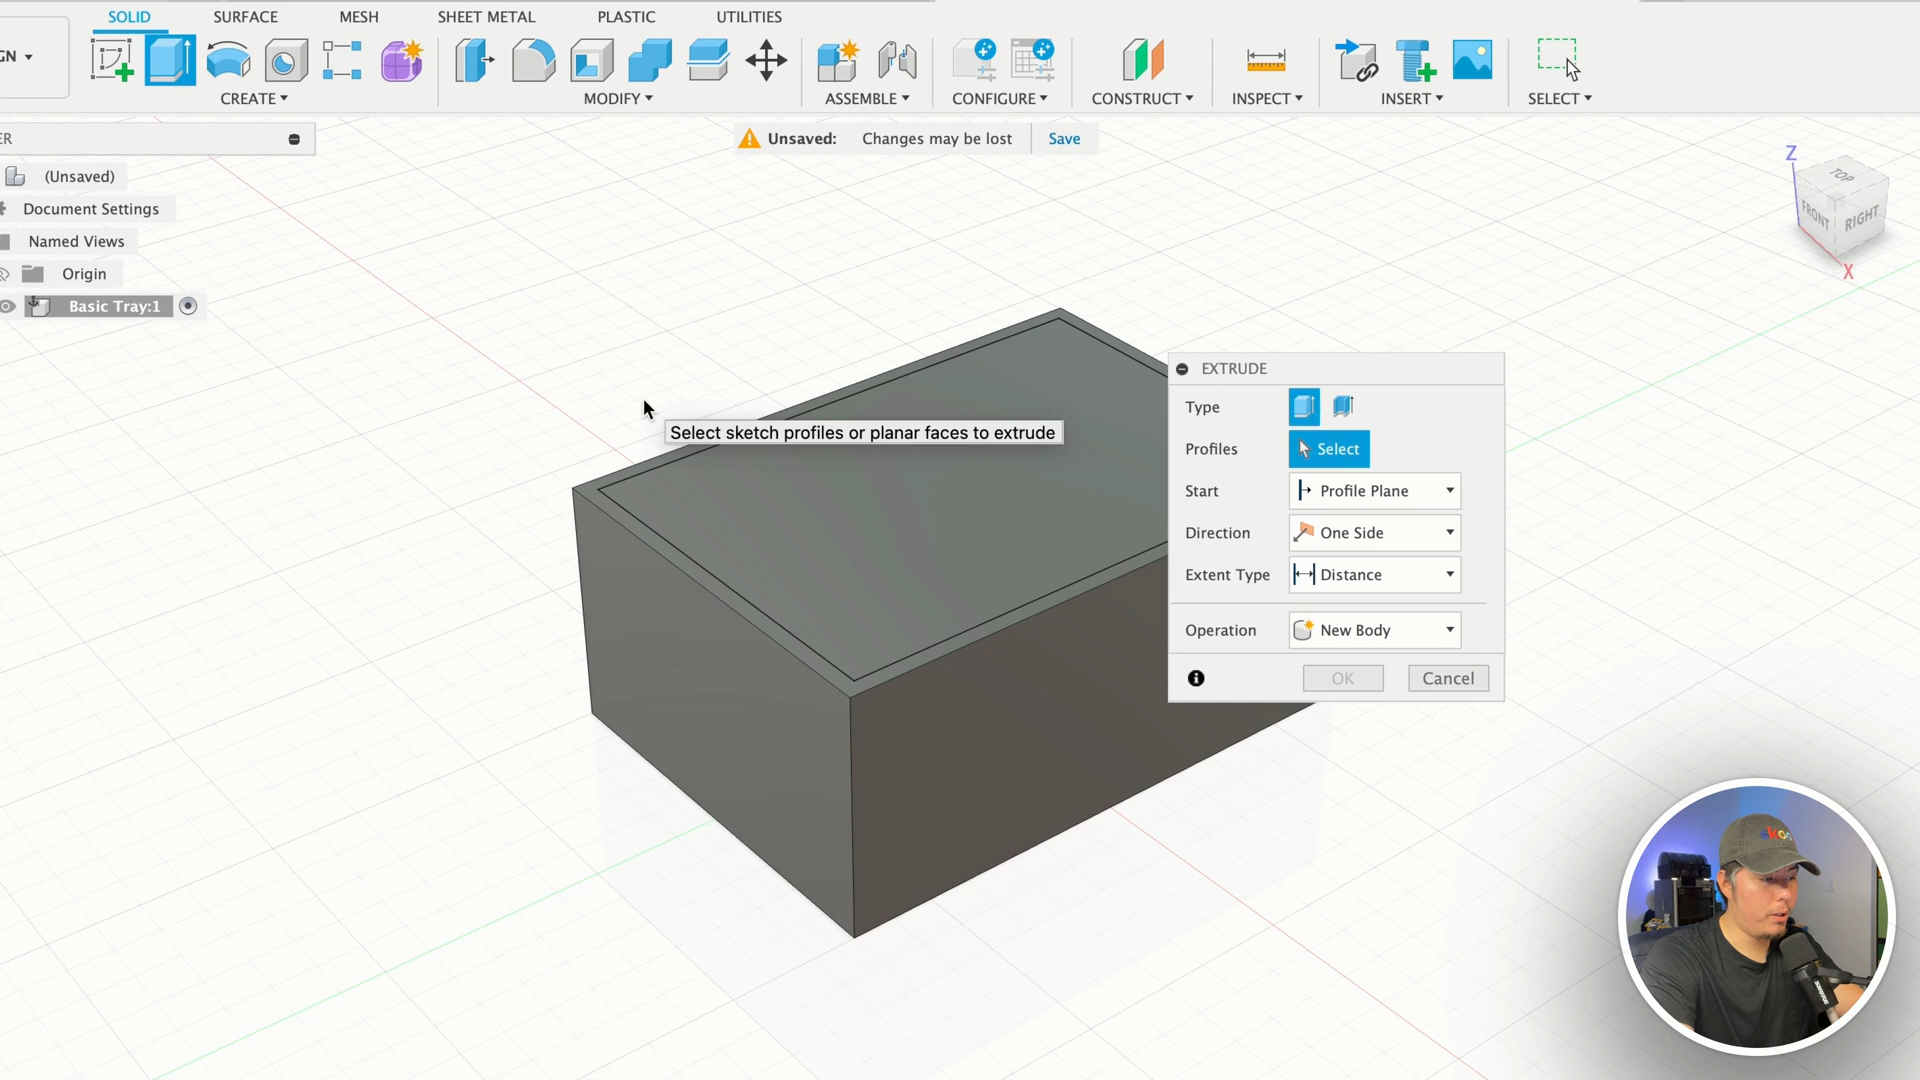 SOLID SURFACE MESH SHEET METAL PLASTIC UTILITIES
GN
CREATE MODIFY ASSEMBLE CONFIGURE CONSTRUCT INSPECT INSERT SELECT
ER
Unsaved: Changes may be lost Save
(Unsaved)
Document Settings
Named Views
Origin
Basic Tray:1
Z
TOP
FRONT RIGHT
X
EXTRUDE
Type
Select sketch profiles or planar faces to extrude
Profiles Select
Start Profile Plane
Direction One Side
Extent Type Distance
Operation New Body
OK Cancel
SHURE